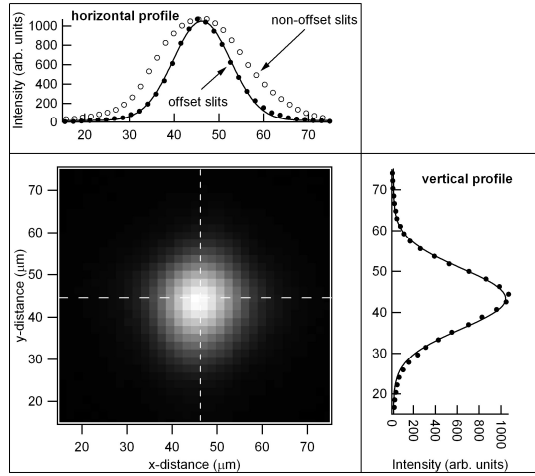 horizontal profile
non-offset slits
offset slits
Intensity (arb. units)
1000
800
600
400
200
0
20 30 40 50 60 70
vertical profile
70
60
50
40
30
20
y-distance (μm)
70
60
50
40
30
20
20 30 40 50 60 70
x-distance (μm)
0 200 400 600 800 1000
Intensity (arb. units)